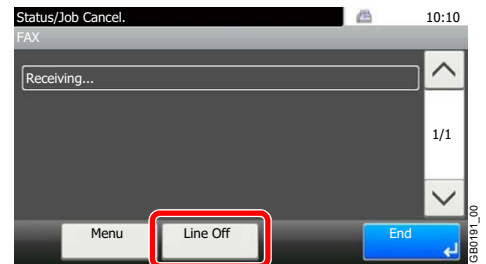 Status/Job Cancel.
10:10
FAX
Receiving...
1/1
Menu
Line Off
End
GB0191_00